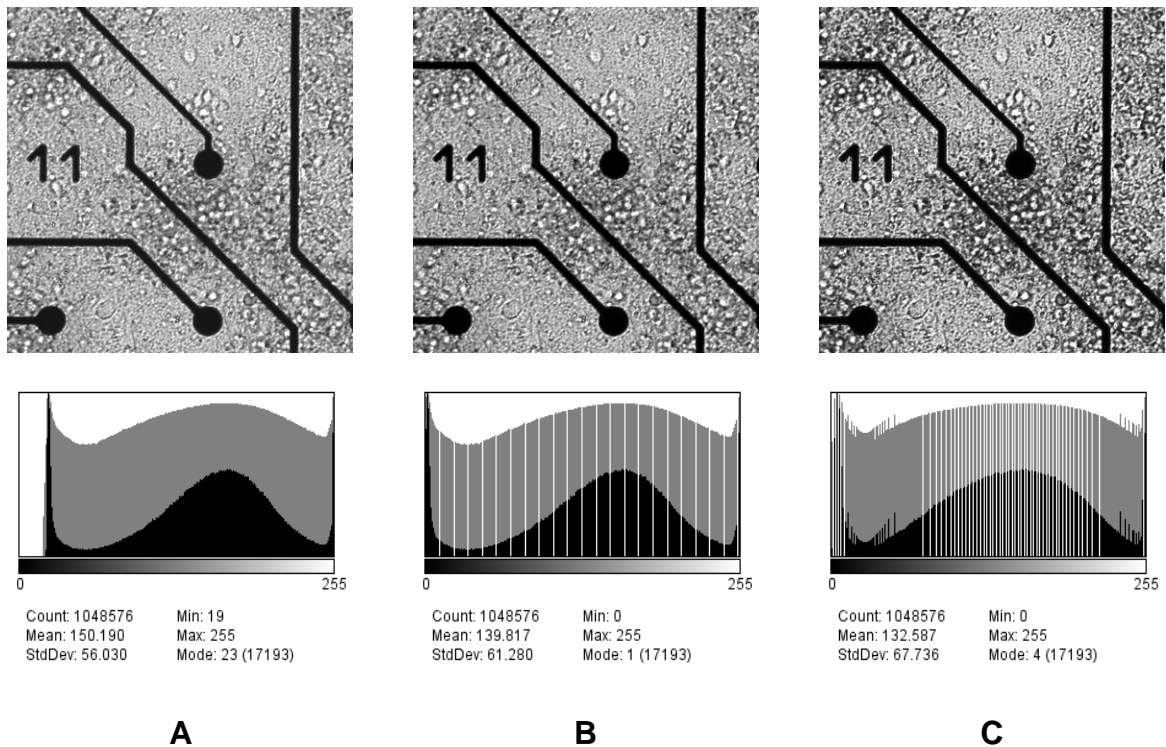 11
11
11
0 255
Count: 1048576 Min: 19
Mean: 150.190 Max: 255
StdDev: 56.030 Mode: 23 (17193)
0 255
Count: 1048576 Min: 0
Mean: 139.817 Max: 255
StdDev: 61.280 Mode: 1 (17193)
0 255
Count: 1048576 Min: 0
Mean: 132.587 Max: 255
StdDev: 67.736 Mode: 4 (17193)
A
B
C